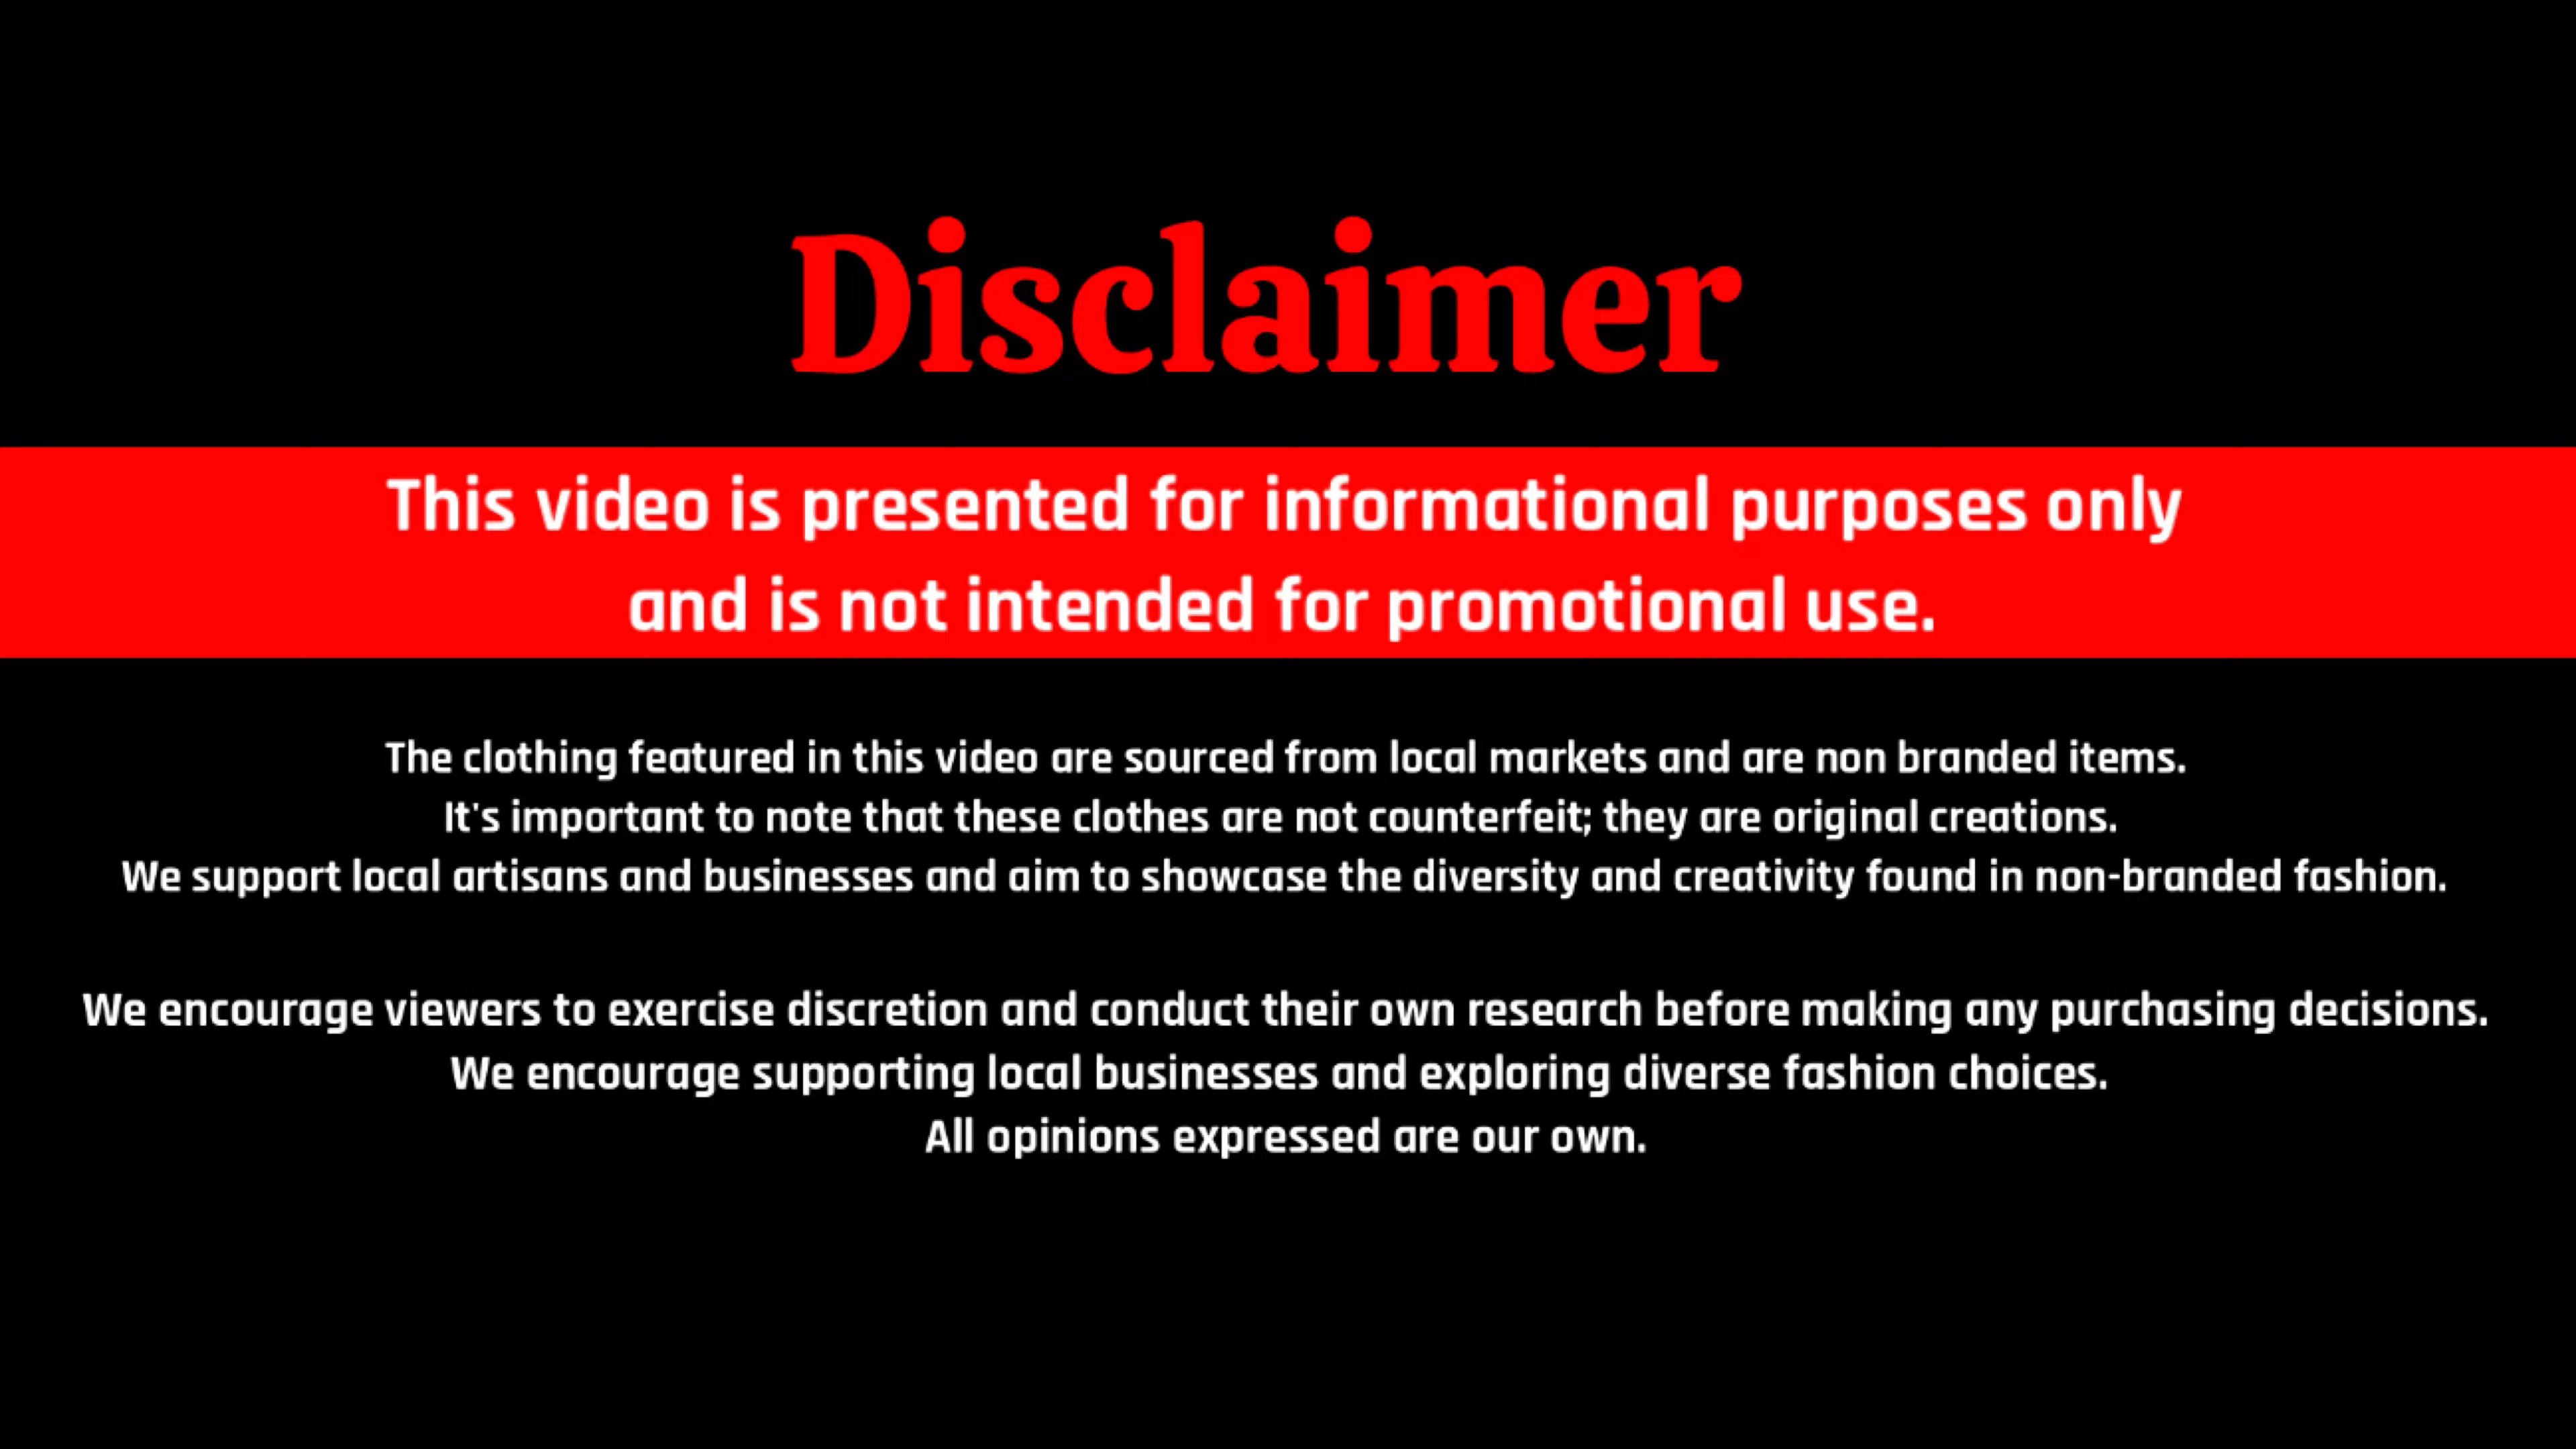 Disclaimer
This video is presented for informational purposes only
and is not intended for promotional use.
The clothing featured in this video are sourced from local markets and are non branded items.
It's important to note that these clothes are not counterfeit; they are original creations.
We support local artisans and businesses and aim to showcase the diversity and creativity found in non-branded fashion.
We encourage viewers to exercise discretion and conduct their own research before making any purchasing decisions.
We encourage supporting local businesses and exploring diverse fashion choices.
All opinions expressed are our own.